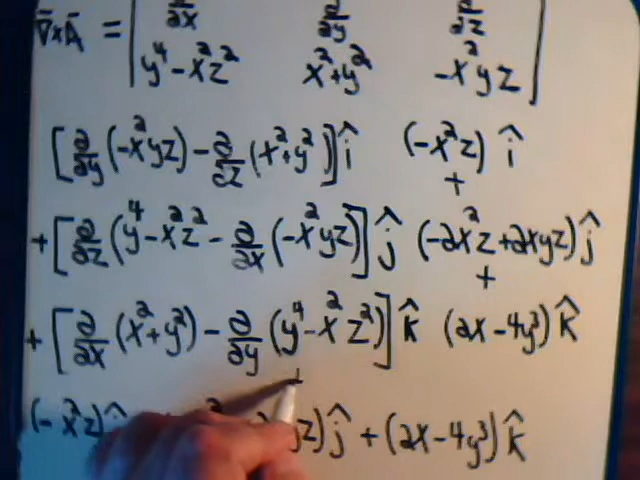 ∇̄×Ā = | ∂/∂x ∂/∂y ∂/∂z |
y⁴-x²z² x²+y² -x²yz
[∂/∂y(-x²yz) - ∂/∂z(x²+y²)]î (-x²z) î
+
+[∂/∂z(y⁴-x²z² - ∂/∂x(-x²yz)]ĵ (-2x²z+2xyz)ĵ
+
+[∂/∂x(x²+y²) - ∂/∂y(y⁴-x²z²)]k̂ (2x-4y³)k̂
(-x²z)î z)ĵ + (2x-4y³)k̂